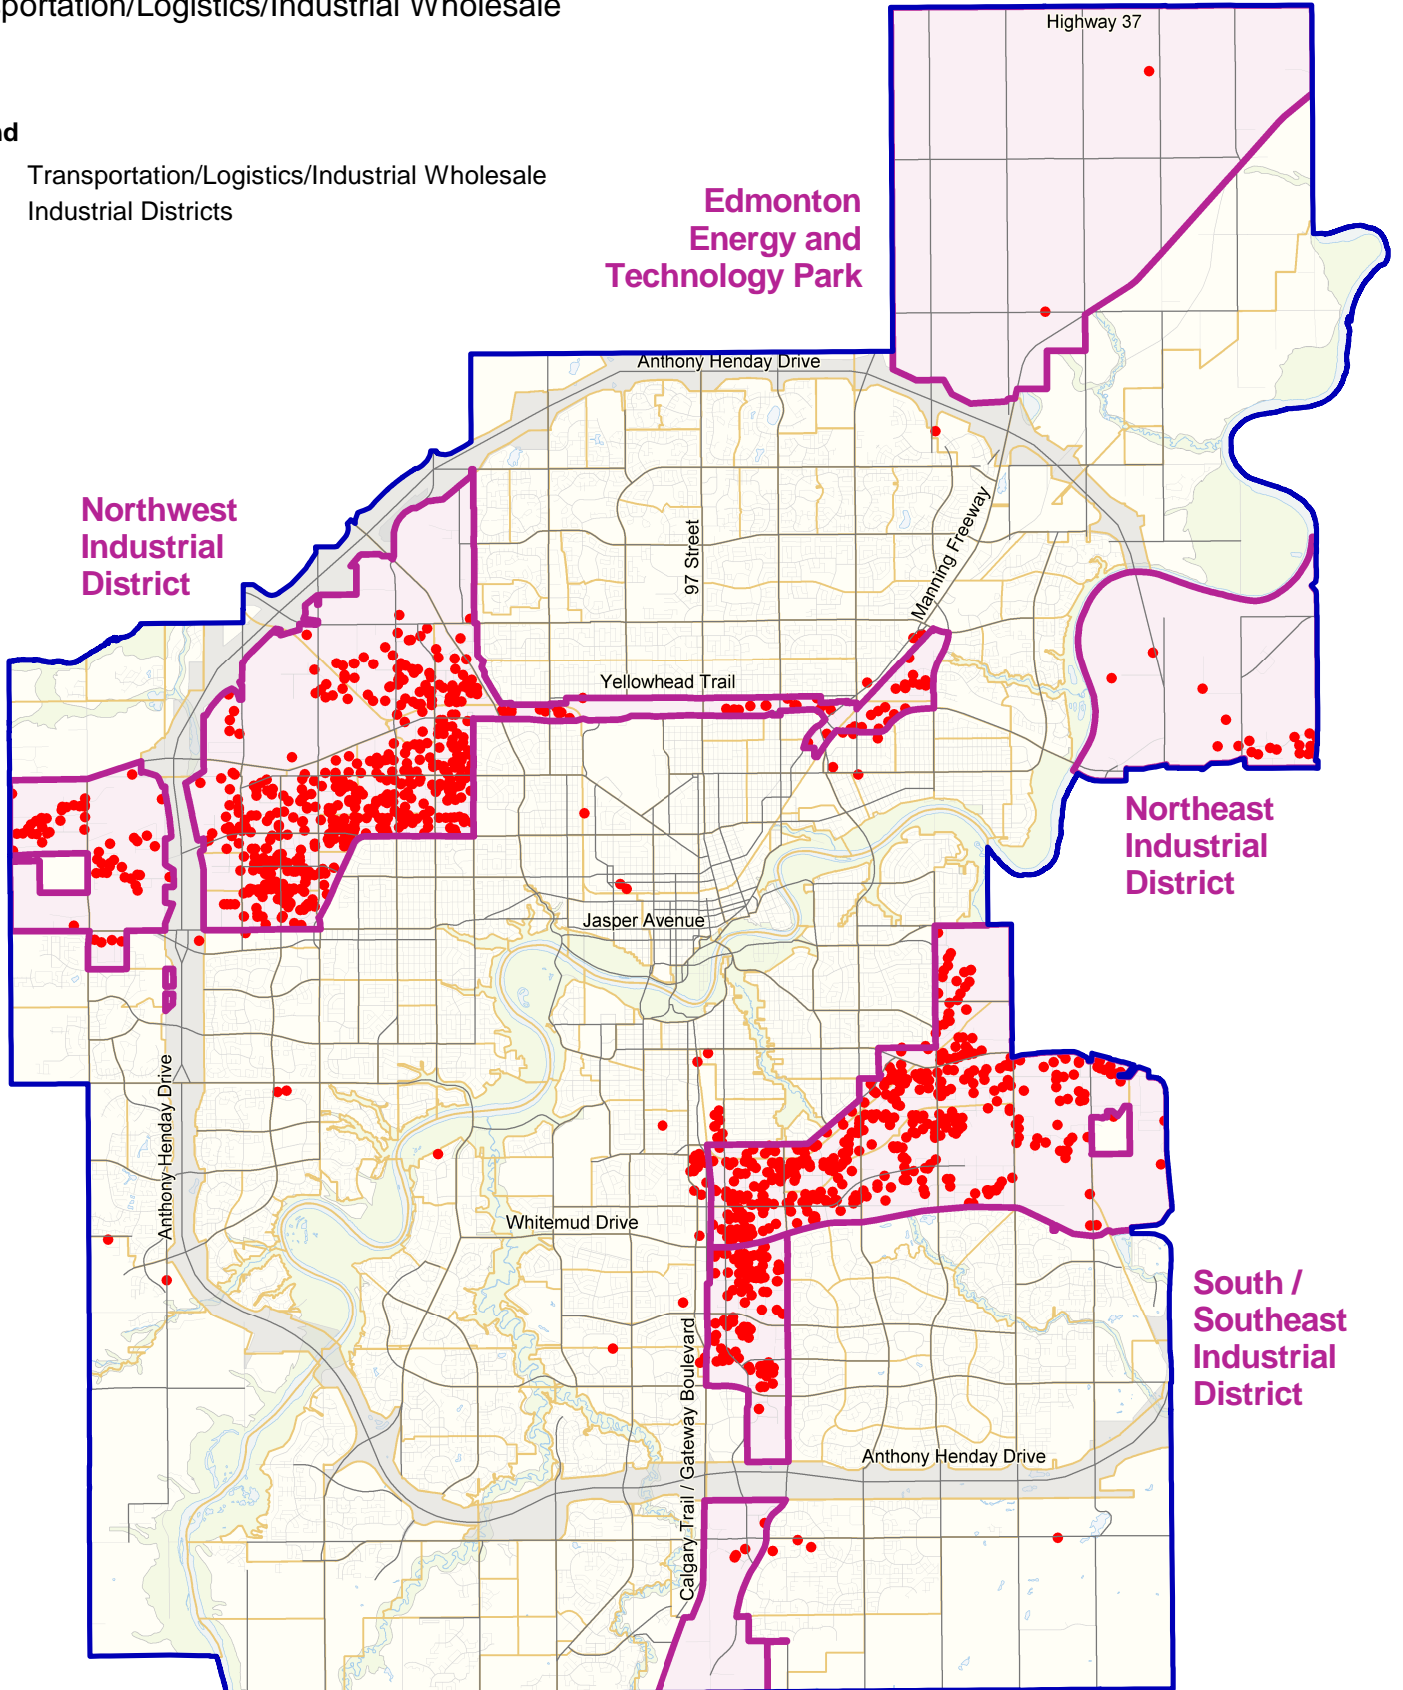 Industrial Wholesale
Highway 37
Transportation/Logistics/Industrial Wholesale
Industrial Districts
Edmonton
Energy and
Technology Park
Anthony Henday Drive
Northwest
Industrial
District
97 Street
Manning Freeway
Yellowhead Trail
Northeast
Industrial
District
Jasper Avenue
Anthony Henday Drive
Whitemud Drive
South /
Southeast
Industrial
District
Calgary Trail / Gateway Boulevard
Anthony Henday Drive